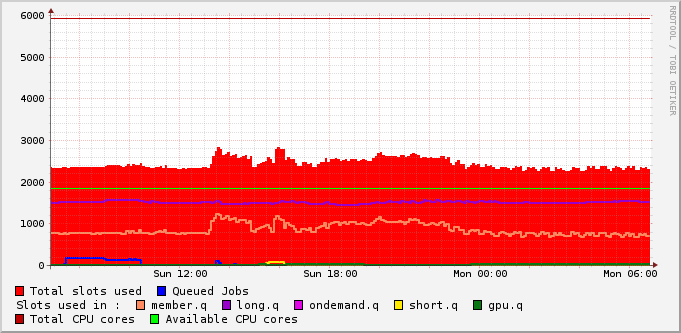 6000
5000
4000
3000
2000
1000
0
Sun 12:00 Sun 18:00 Mon 00:00 Mon 06:00
Total slots used Queued Jobs
Slots used in : member.q long.q ondemand.q short.q gpu.q
Total CPU cores Available CPU cores
RRDTOOL / TOBI OETIKER